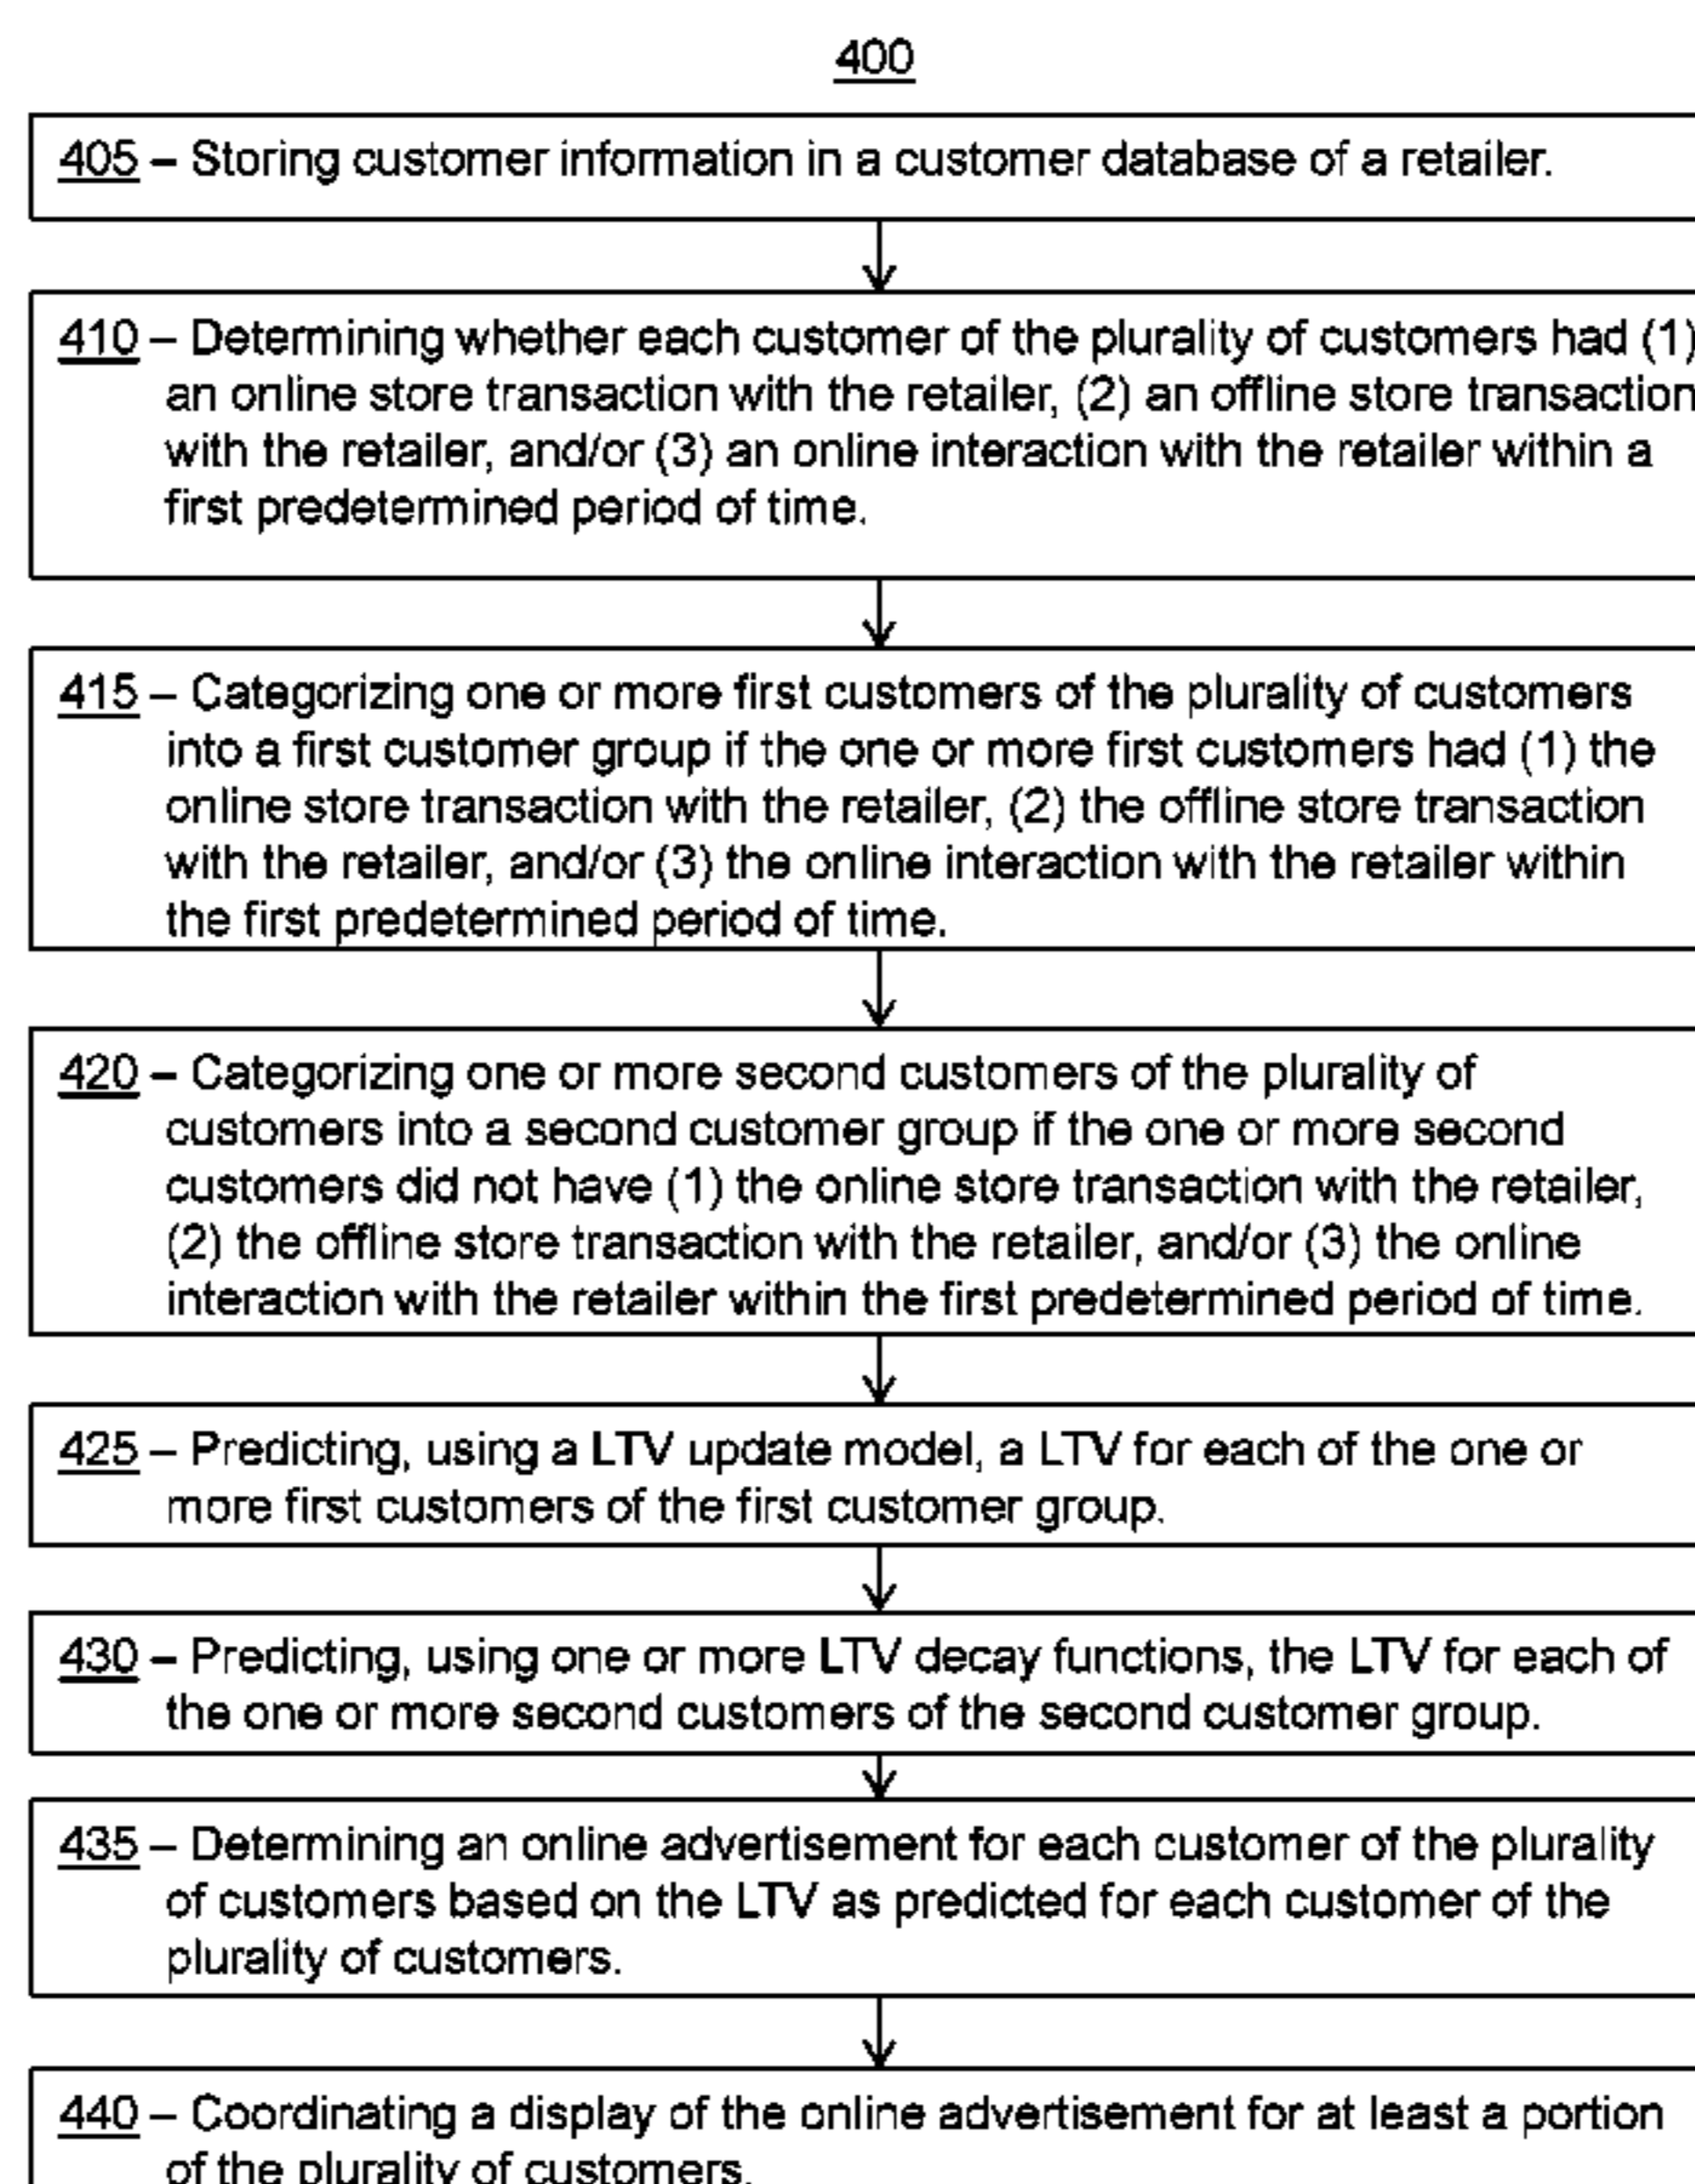 400
405 – Storing customer information in a customer database of a retailer.
410 – Determining whether each customer of the plurality of customers had (1)
an online store transaction with the retailer, (2) an offline store transaction
with the retailer, and/or (3) an online interaction with the retailer within a
first predetermined period of time.
415 – Categorizing one or more first customers of the plurality of customers
into a first customer group if the one or more first customers had (1) the
online store transaction with the retailer, (2) the offline store transaction
with the retailer, and/or (3) the online interaction with the retailer within
the first predetermined period of time.
420 – Categorizing one or more second customers of the plurality of
customers into a second customer group if the one or more second
customers did not have (1) the online store transaction with the retailer,
(2) the offline store transaction with the retailer, and/or (3) the online
interaction with the retailer within the first predetermined period of time.
425 – Predicting, using a LTV update model, a LTV for each of the one or
more first customers of the first customer group.
430 – Predicting, using one or more LTV decay functions, the LTV for each of
the one or more second customers of the second customer group.
435 – Determining an online advertisement for each customer of the plurality
of customers based on the LTV as predicted for each customer of the
plurality of customers.
440 – Coordinating a display of the online advertisement for at least a portion
of the plurality of customers.